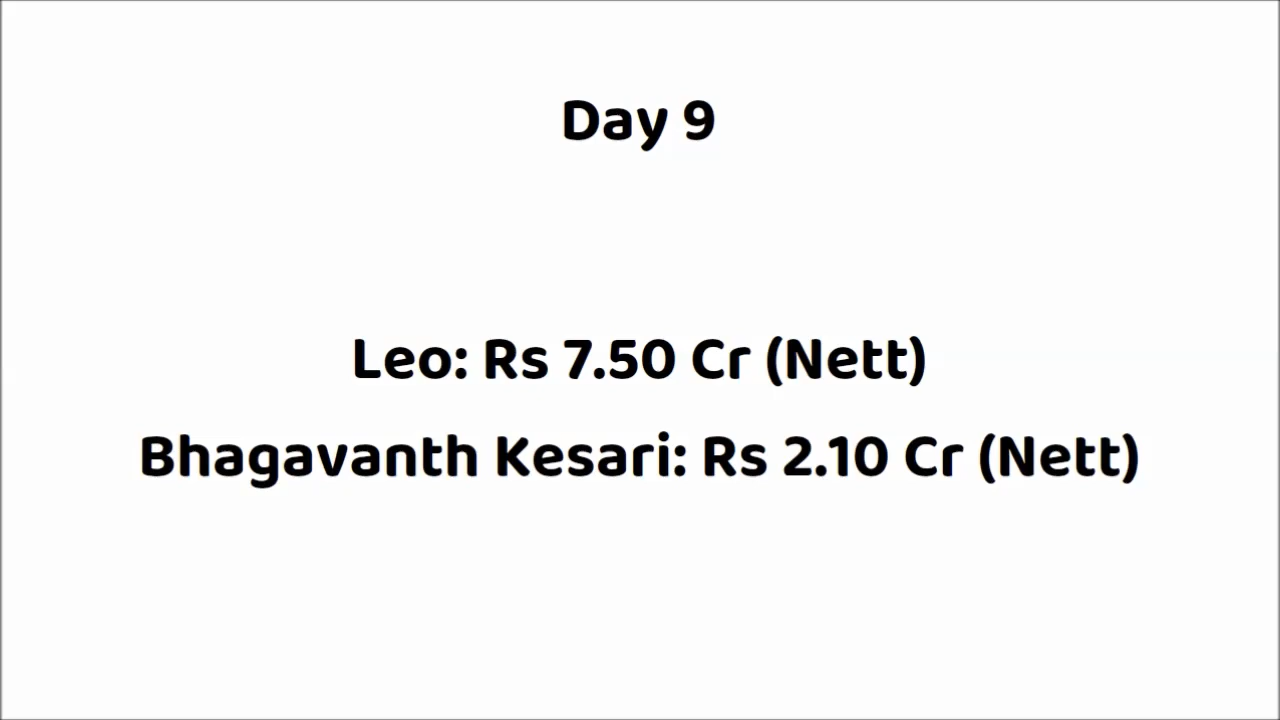 Day 9
Leo: Rs 7.50 Cr (Nett)
Bhagavanth Kesari: Rs 2.10 Cr (Nett)